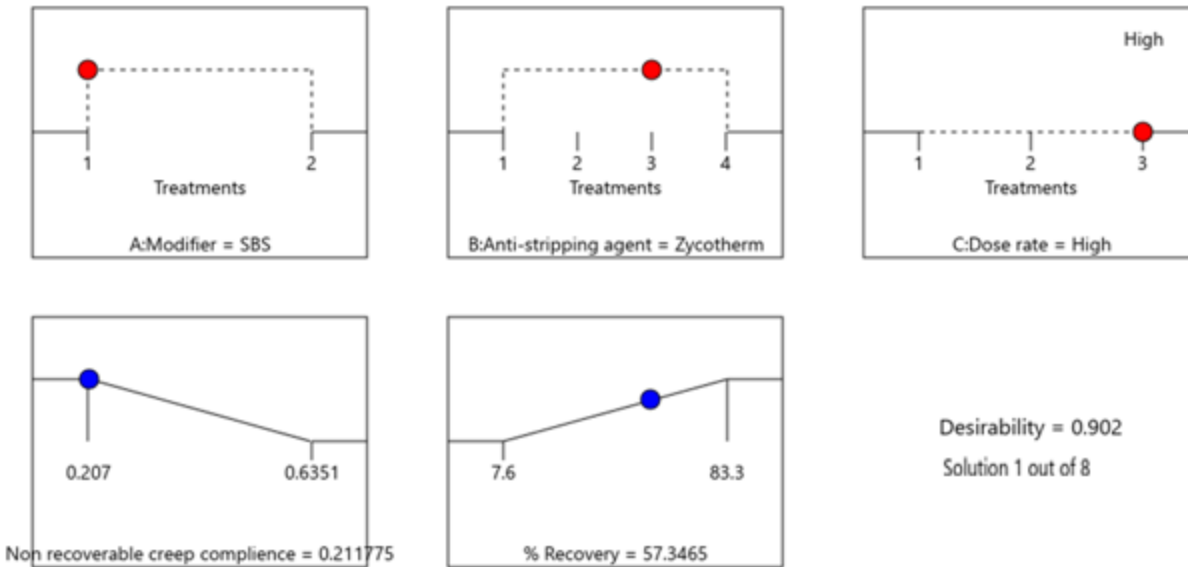 1
2
Treatments
A:Modifier = SBS
1
2
3
4
Treatments
B:Anti-stripping agent = Zycotherm
High
1
2
3
Treatments
C:Dose rate = High
0.207
0.6351
Non recoverable creep complience = 0.211775
7.6
83.3
% Recovery = 57.3465
Desirability = 0.902
Solution 1 out of 8